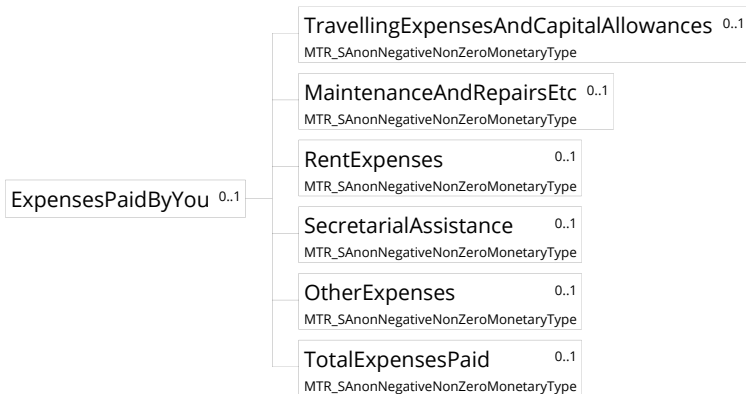 TravellingExpensesAndCapitalAllowances 0..1
MTR_SAnonNegativeNonZeroMonetaryType
MaintenanceAndRepairsEtc 0..1
MTR_SAnonNegativeNonZeroMonetaryType
RentExpenses 0..1
MTR_SAnonNegativeNonZeroMonetaryType
ExpensesPaidByYou 0..1
SecretarialAssistance 0..1
MTR_SAnonNegativeNonZeroMonetaryType
OtherExpenses 0..1
MTR_SAnonNegativeNonZeroMonetaryType
TotalExpensesPaid 0..1
MTR_SAnonNegativeNonZeroMonetaryType